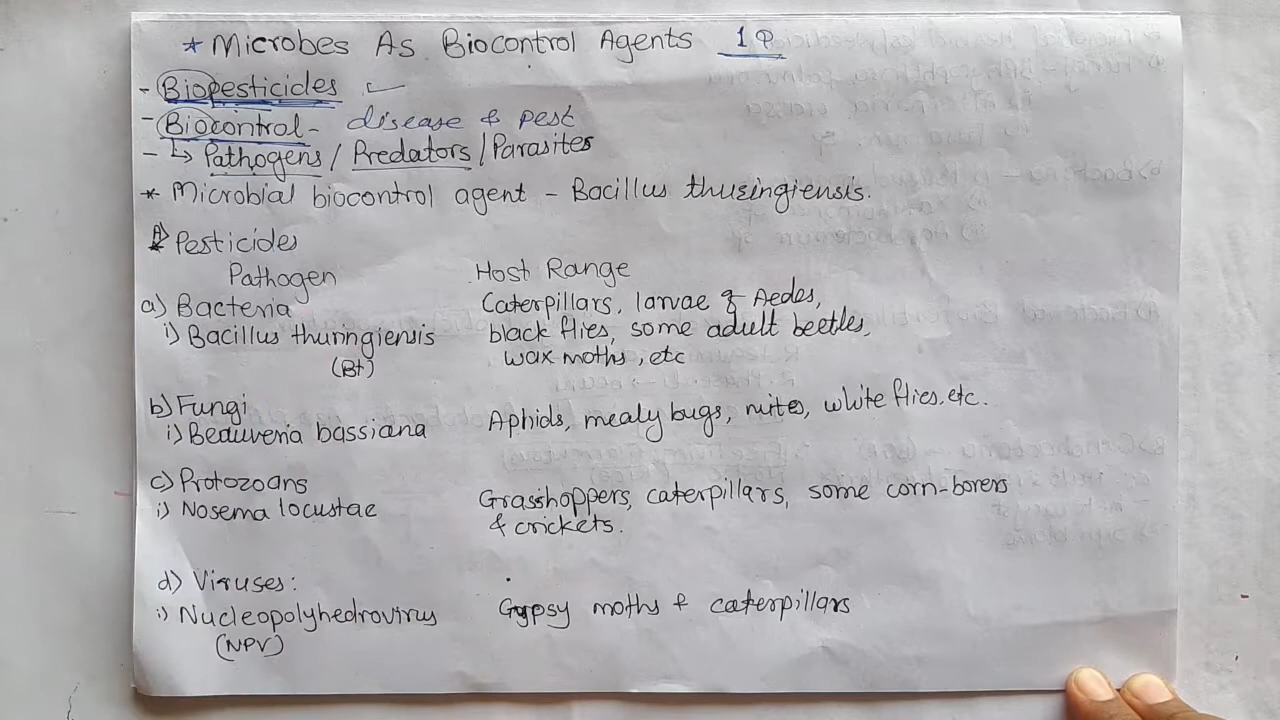 * Microbes As Biocontrol Agents 1 Q
- Biopesticides
- Biocontrol - disease & pest
- ↳ Pathogens / Predators / Parasites
* Microbial biocontrol agent - Bacillus thuringiensis.
A) Pesticides
Pathogen Host Range
a) Bacteria Caterpillars, larvae of Aedes,
i) Bacillus thuringiensis black flies, some adult beetles,
(Bt) wax moths, etc
b) Fungi
i) Beauveria bassiana Aphids, mealy bugs, mites, white flies, etc.
c) Protozoans
i) Nosema locustae Grasshoppers, caterpillars, some corn-borers
& crickets.
d) Viruses:
i) Nucleopolyhedrovirus Gypsy moths & caterpillars
(NPV)